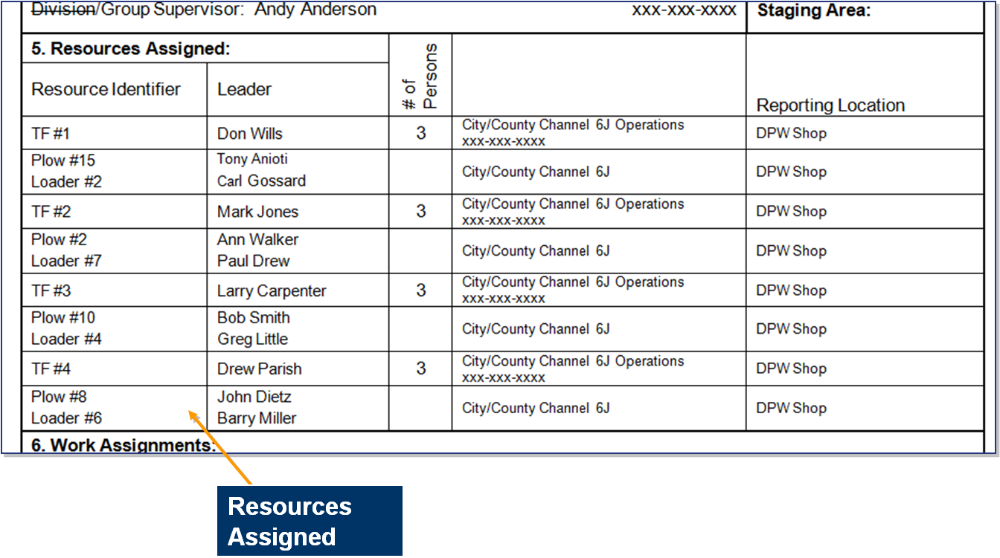 Division/Group Supervisor: Andy Anderson xxx-xxx-xxxx Staging Area:
5. Resources Assigned:
Resource Identifier Leader # of Persons Reporting Location
TF #1 Don Wills 3 City/County Channel 6J Operations xxx-xxx-xxxx DPW Shop
Plow #15 Tony Anioti
Loader #2 Carl Gossard
City/County Channel 6J DPW Shop
TF #2 Mark Jones 3 City/County Channel 6J Operations xxx-xxx-xxxx DPW Shop
Plow #2 Ann Walker
Loader #7 Paul Drew
City/County Channel 6J DPW Shop
TF #3 Larry Carpenter 3 City/County Channel 6J Operations xxx-xxx-xxxx DPW Shop
Plow #10 Bob Smith
Loader #4 Greg Little
City/County Channel 6J DPW Shop
TF #4 Drew Parish 3 City/County Channel 6J Operations xxx-xxx-xxxx DPW Shop
Plow #8 John Dietz
Loader #6 Barry Miller
City/County Channel 6J DPW Shop
6. Work Assignments:
Resources
Assigned